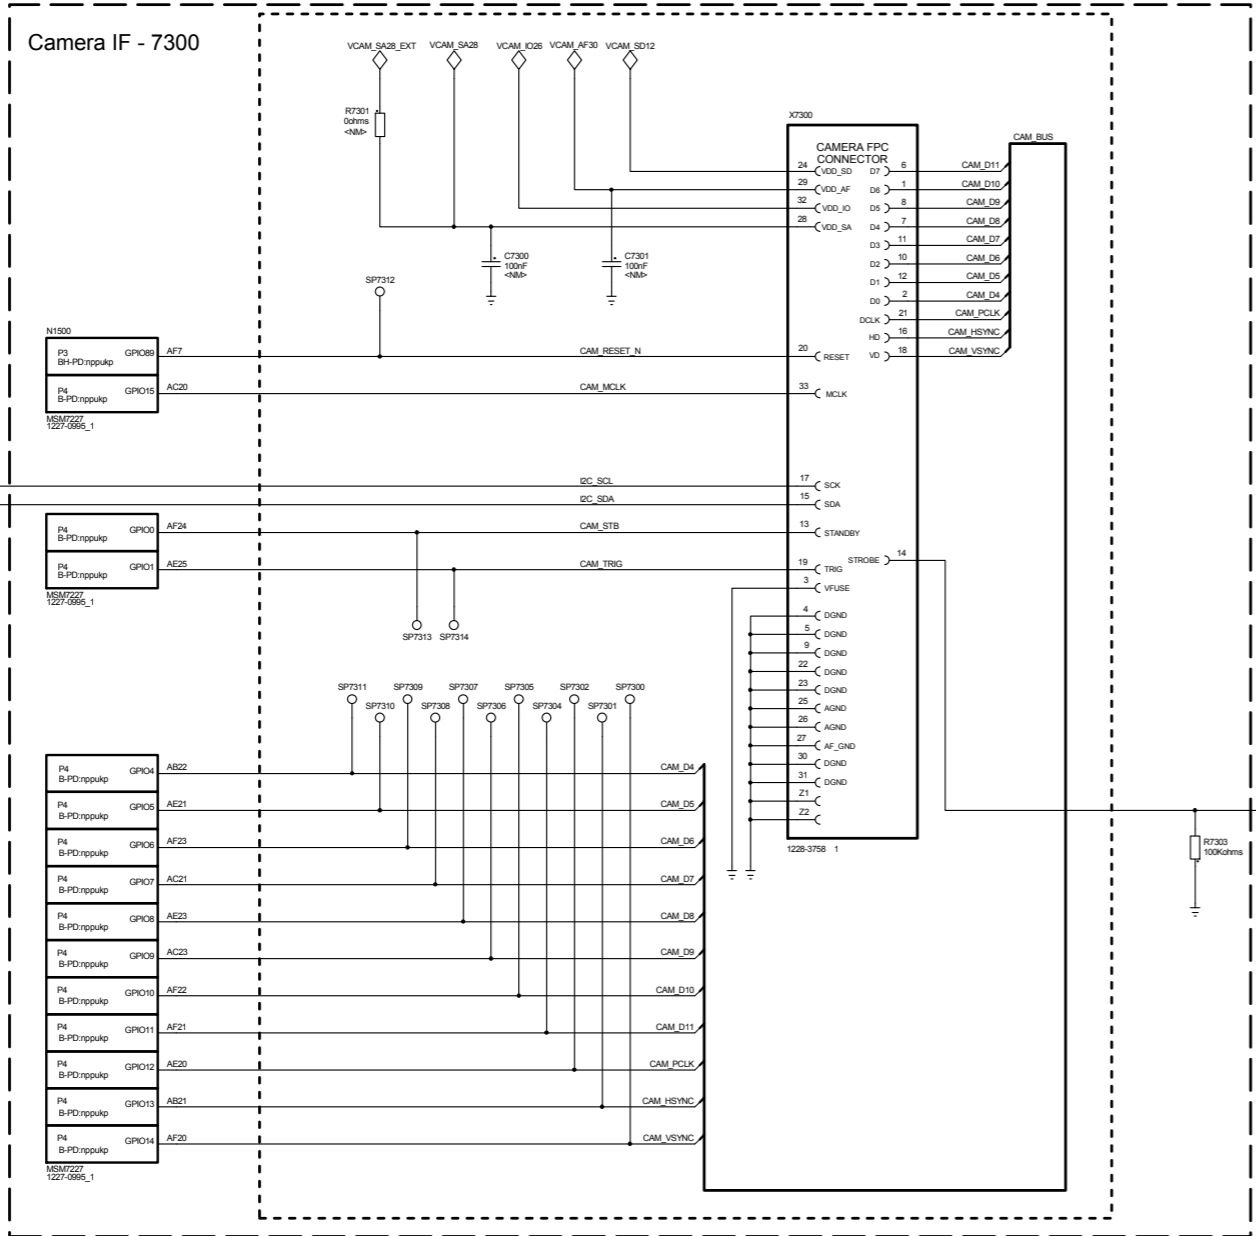 Camera IF - 7300
VCAM_SA28_EXT VCAM_SA28 VCAM_IO26 VCAM_AF30 VCAM_SD12
R7301
0ohms
<NM>
X7300
CAMERA FPC
CONNECTOR
CAM_BUS
24 VDD_SD D7 6 CAM_D11
29 VDD_AF D6 1 CAM_D10
32 VDD_IO D5 8 CAM_D9
28 VDD_SA D4 7 CAM_D8
D3 11 CAM_D7
D2 10 CAM_D6
D1 12 CAM_D5
D0 2 CAM_D4
DCLK 21 CAM_PCLK
HD 16 CAM_HSYNC
VD 18 CAM_VSYNC
C7300
100nF
<NM>
C7301
100nF
<NM>
SP7312
N1500
P3 GPIO89 AF7 CAM_RESET_N 20 RESET
BH-PD:nppukp
P4 GPIO15 AC20 CAM_MCLK 33 MCLK
B-PD:nppukp
MSM7227
1227-0995_1
I2C_SCL 17 SCK
I2C_SDA 15 SDA
P4 GPIO0 AF24 CAM_STB 13 STANDBY
B-PD:nppukp
STROBE 14
P4 GPIO1 AE25 CAM_TRIG 19 TRIG
B-PD:nppukp
MSM7227
1227-0995_1
3 VFUSE
4 DGND
5 DGND
9 DGND
22 DGND
23 DGND
25 AGND
26 AGND
27 AF_GND
30 DGND
31 DGND
Z1
Z2
1228-3758 1
SP7313 SP7314
R7303
100Kohms
SP7311 SP7309 SP7307 SP7305 SP7302 SP7300
SP7310 SP7308 SP7306 SP7304 SP7301
P4 GPIO4 AB22 CAM_D4
B-PD:nppukp
P4 GPIO5 AE21 CAM_D5
B-PD:nppukp
P4 GPIO6 AF23 CAM_D6
B-PD:nppukp
P4 GPIO7 AC21 CAM_D7
B-PD:nppukp
P4 GPIO8 AE23 CAM_D8
B-PD:nppukp
P4 GPIO9 AC23 CAM_D9
B-PD:nppukp
P4 GPIO10 AF22 CAM_D10
B-PD:nppukp
P4 GPIO11 AF21 CAM_D11
B-PD:nppukp
P4 GPIO12 AE20 CAM_PCLK
B-PD:nppukp
P4 GPIO13 AB21 CAM_HSYNC
B-PD:nppukp
P4 GPIO14 AF20 CAM_VSYNC
B-PD:nppukp
MSM7227
1227-0995_1